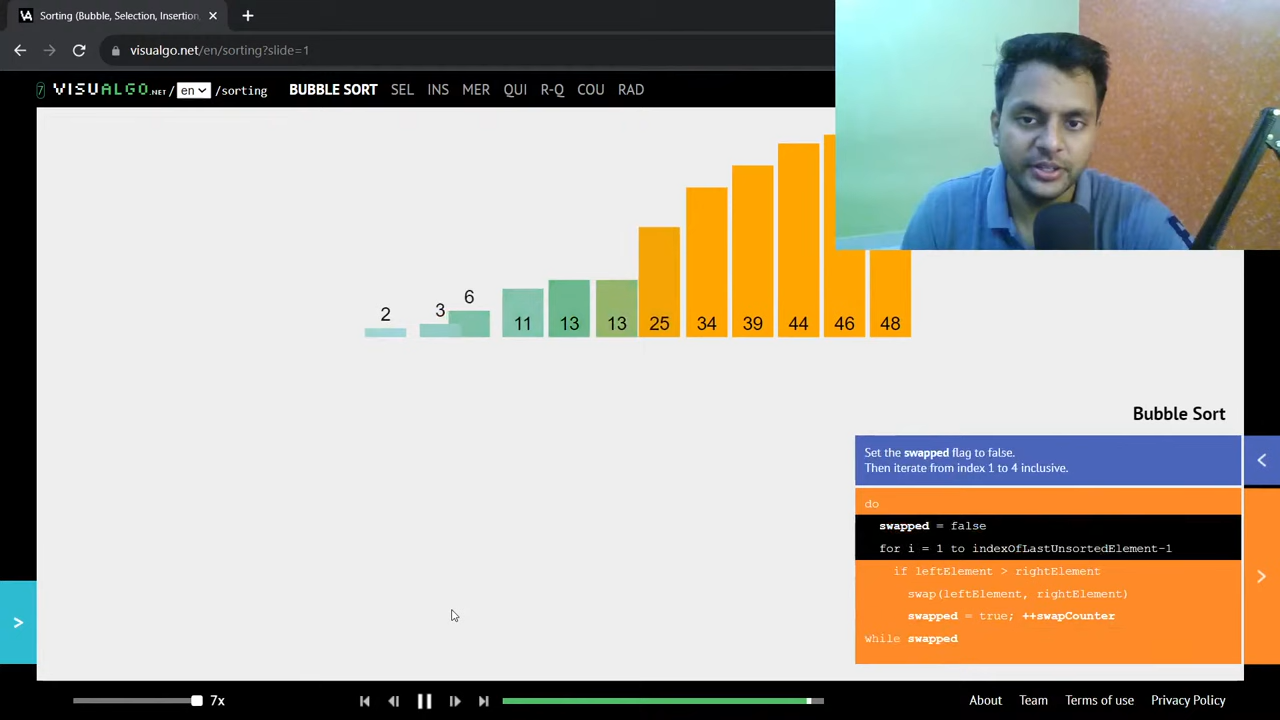 Sorting (Bubble, Selection, Insertion,
visualgo.net/en/sorting?slide=1
7 VISUALGO.NET / en /sorting BUBBLE SORT SEL INS MER QUI R-Q COU RAD
2 3 6 11 13 13 25 34 39 44 46 48
Bubble Sort
Set the swapped flag to false.
Then iterate from index 1 to 4 inclusive.
do
swapped = false
for i = 1 to indexOfLastUnsortedElement-1
if leftElement > rightElement
swap(leftElement, rightElement)
swapped = true; ++swapCounter
while swapped
7x
About Team Terms of use Privacy Policy